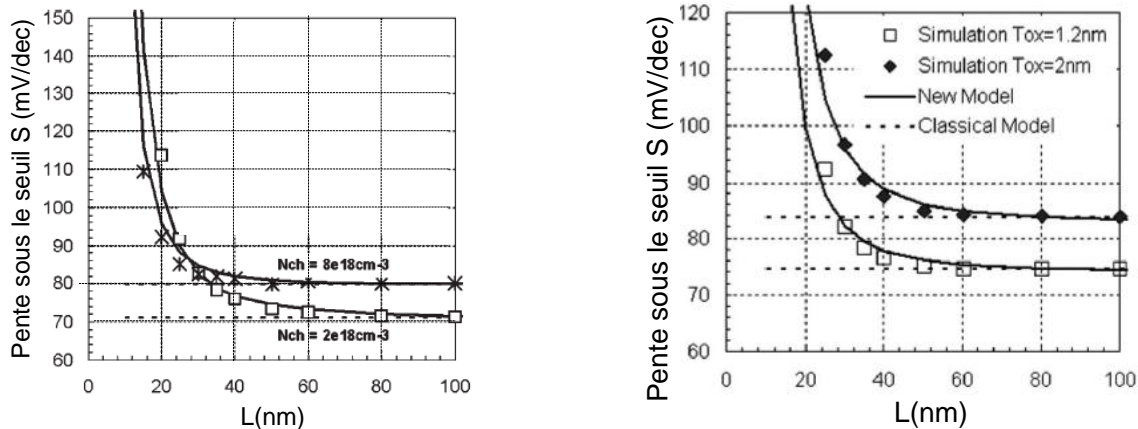 Pente sous le seuil S (mV/dec)
150
140
130
120
110
100
90
80
70
60
Nch = 8e18cm-3
Nch = 2e18cm-3
0 20 40 60 80 100
L(nm)
Pente sous le seuil S (mV/dec)
120
110
100
90
80
70
60
Simulation Tox=1.2nm
Simulation Tox=2nm
New Model
Classical Model
0 20 40 60 80 100
L(nm)